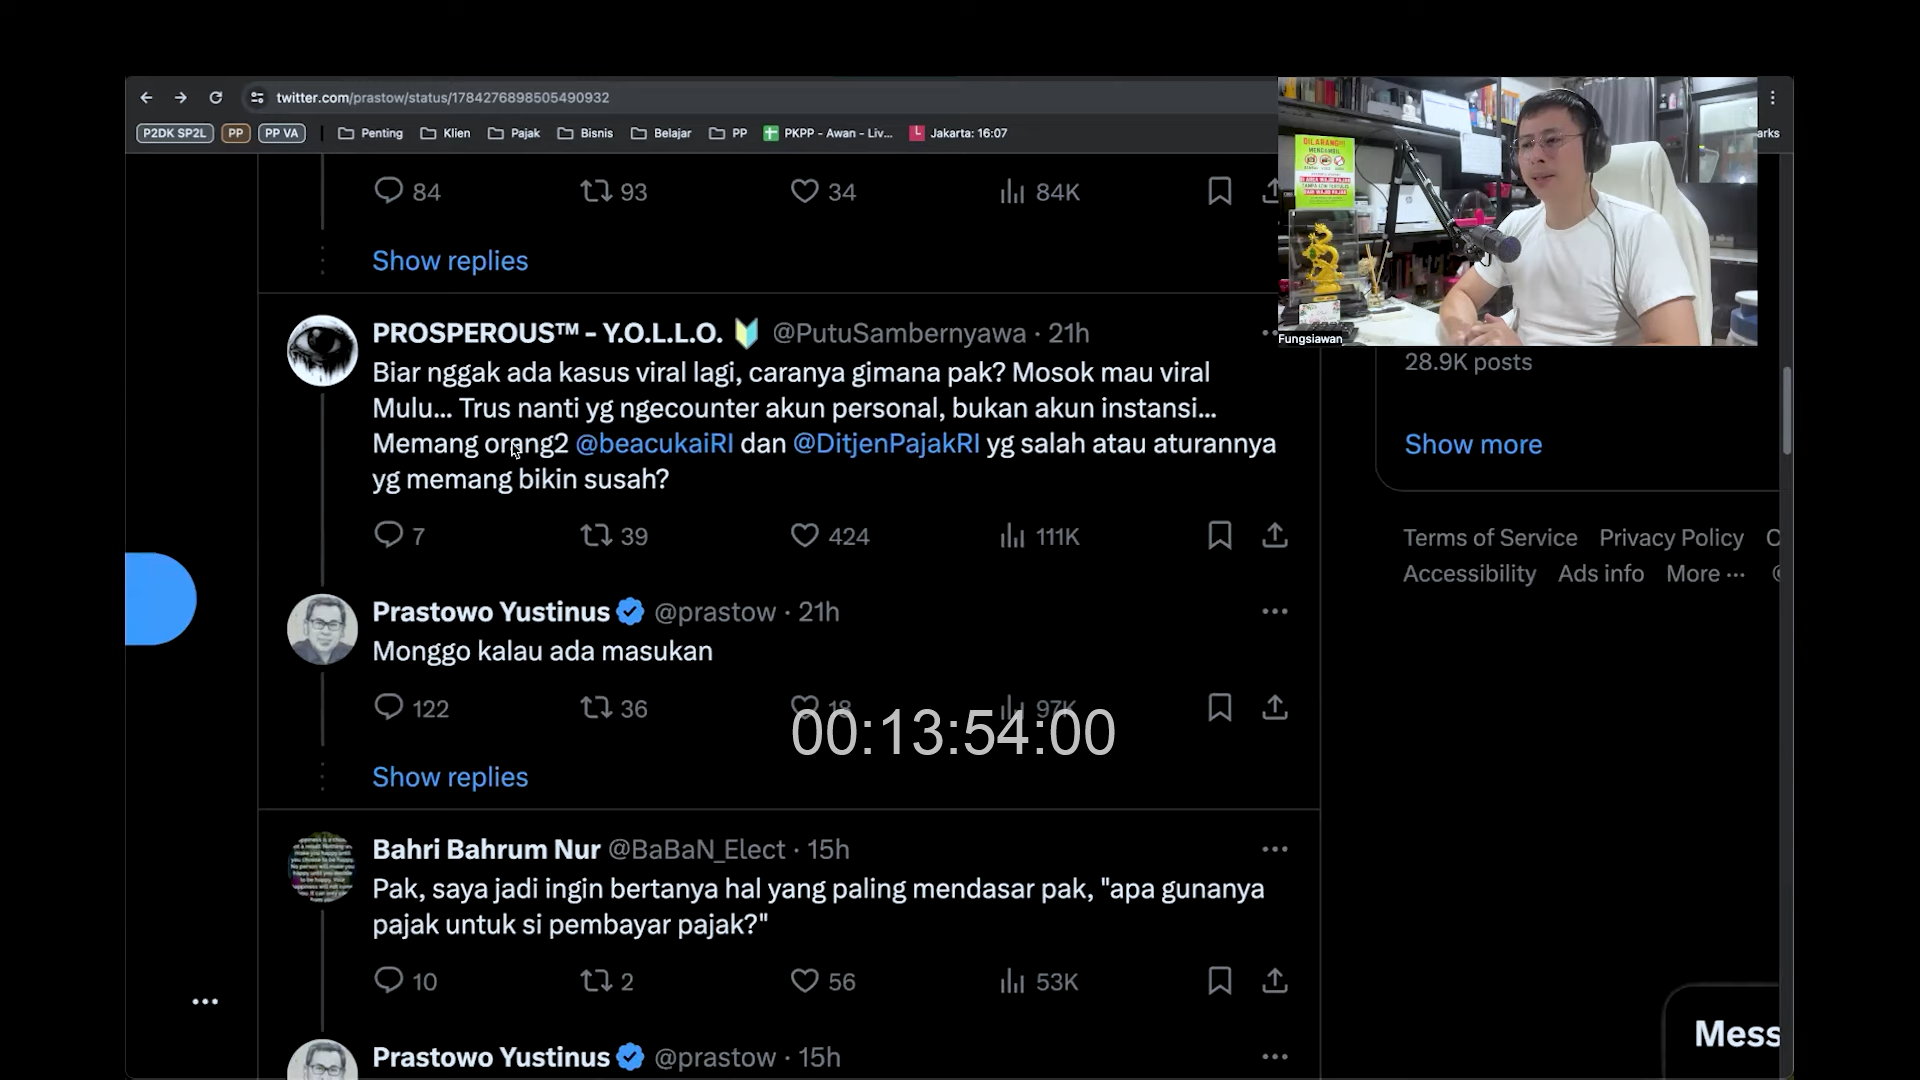 twitter.com/prastow/status/1784276898505490932
P2DK SP2L PP PP VA Penting Klien Pajak Bisnis Belajar PP PKPP - Awan - Liv... Jakarta: 16:07
arks
DILARANG!!!
MENGAMBIL
Fungsiawan
84 93 34 84K
Show replies
PROSPEROUS™ - Y.O.L.L.O. @PutuSambernyawa · 21h
Biar nggak ada kasus viral lagi, caranya gimana pak? Mosok mau viral
Mulu... Trus nanti yg ngecounter akun personal, bukan akun instansi...
Memang orang2 @beacukaiRI dan @DitjenPajakRI yg salah atau aturannya
yg memang bikin susah?
7 39 424 111K
Prastowo Yustinus @prastow · 21h
Monggo kalau ada masukan
122 36 18 97K
00:13:54:00
Show replies
Bahri Bahrum Nur @BaBaN_Elect · 15h
Pak, saya jadi ingin bertanya hal yang paling mendasar pak, "apa gunanya
pajak untuk si pembayar pajak?"
10 2 56 53K
Prastowo Yustinus @prastow · 15h
28.9K posts
Show more
Terms of Service Privacy Policy C
Accessibility Ads info More ...
Mess